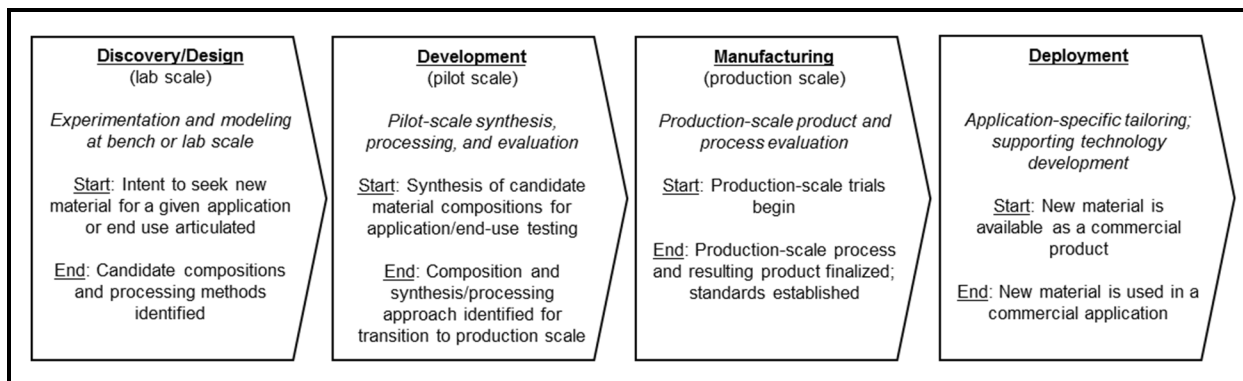 Discovery/Design
(lab scale)
Experimentation and modeling
at bench or lab scale
Start: Intent to seek new
material for a given application
or end use articulated
End: Candidate compositions
and processing methods
identified
Development
(pilot scale)
Pilot-scale synthesis,
processing, and evaluation
Start: Synthesis of candidate
material compositions for
application/end-use testing
End: Composition and
synthesis/processing
approach identified for
transition to production scale
Manufacturing
(production scale)
Production-scale product and
process evaluation
Start: Production-scale trials
begin
End: Production-scale process
and resulting product finalized;
standards established
Deployment
Application-specific tailoring;
supporting technology
development
Start: New material is
available as a commercial
product
End: New material is used in a
commercial application